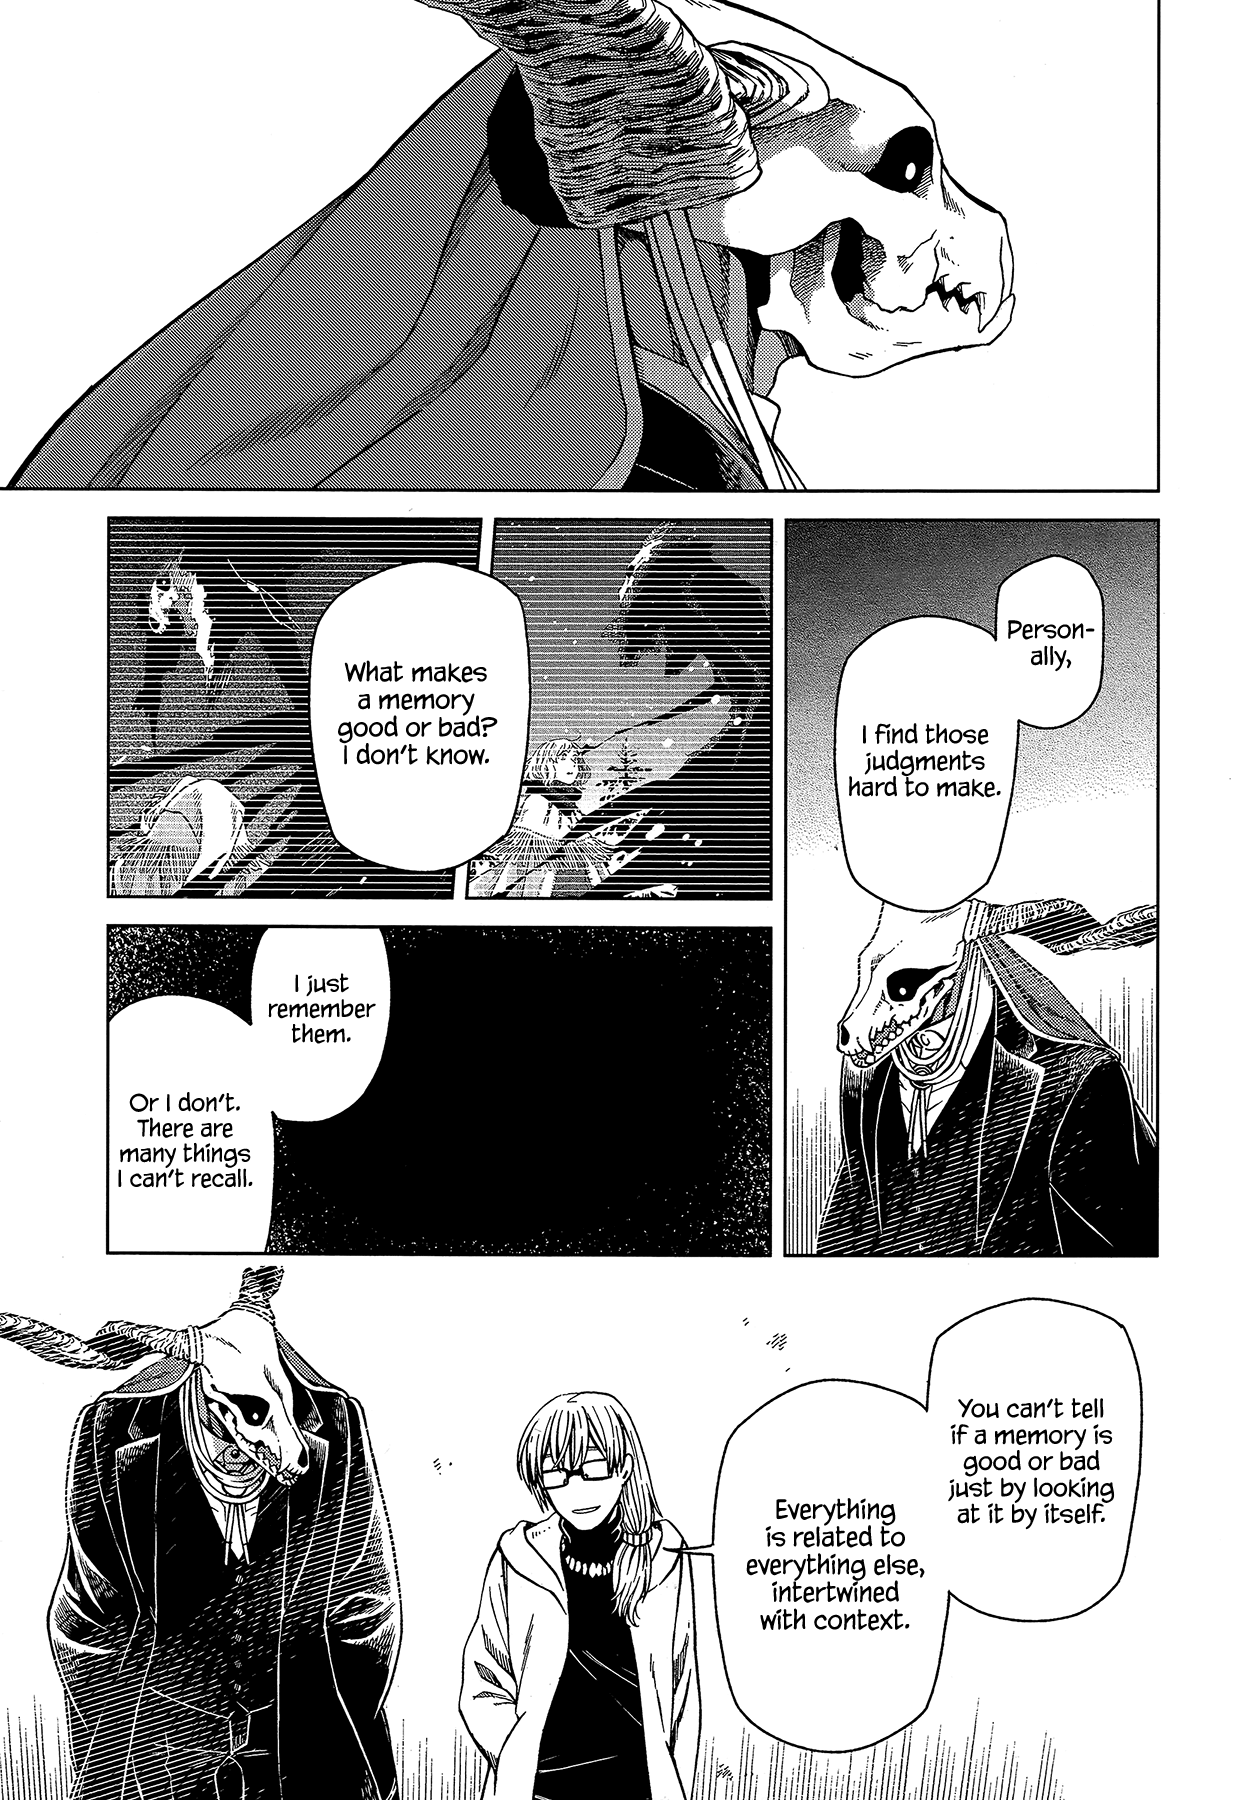 Person-
ally,
I find those
judgments
hard to make.
What makes
a memory
good or bad?
I don't know.
I just
remember
them.
Or I don't.
There are
many things
I can't recall.
You can't tell
if a memory is
good or bad
just by looking
at it by itself.
Everything
is related to
everything else,
intertwined
with context.